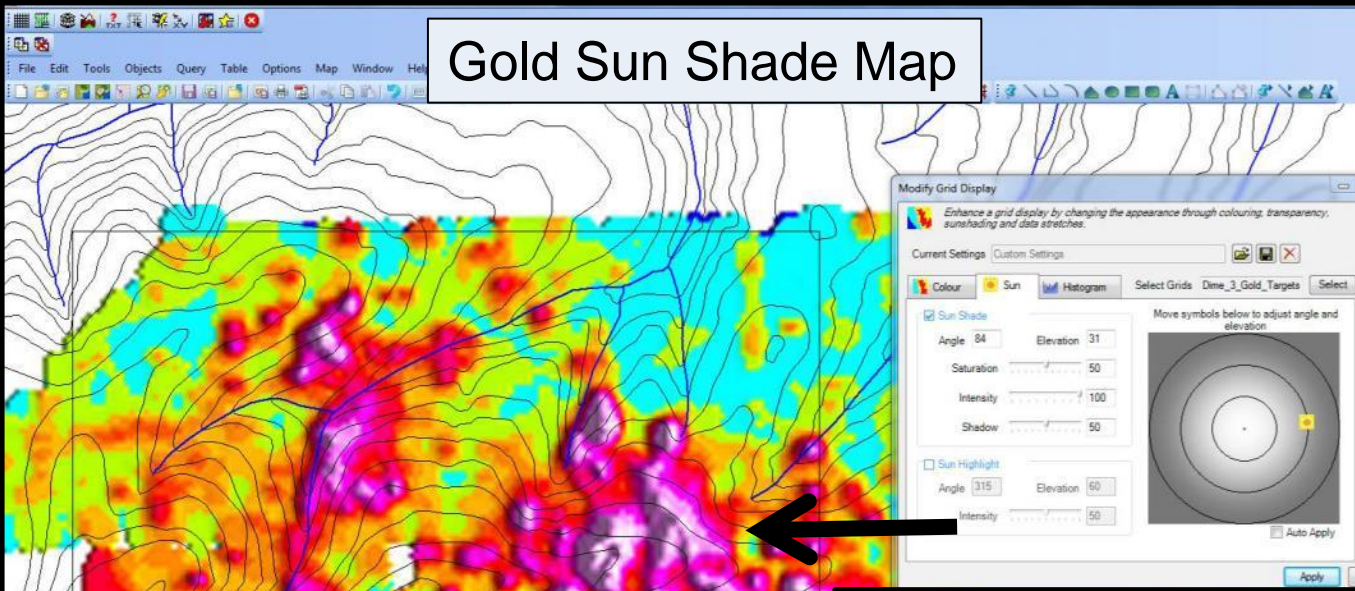 Gold Sun Shade Map
File Edit Tools Objects Query Table Options Map Window Help
Modify Grid Display
Enhance a grid display by changing the appearance through colouring, transparency,
sunshading and data stretches.
Current Settings Custom Settings
Colour Sun Histogram Select Grids Dime_3_Gold_Targets Select
Sun Shade
Angle 84 Elevation 31
Saturation 50
Intensity 100
Shadow 50
Sun Highlight
Angle 315 Elevation 60
Intensity 50
Move symbols below to adjust angle and
elevation
Auto Apply
Apply